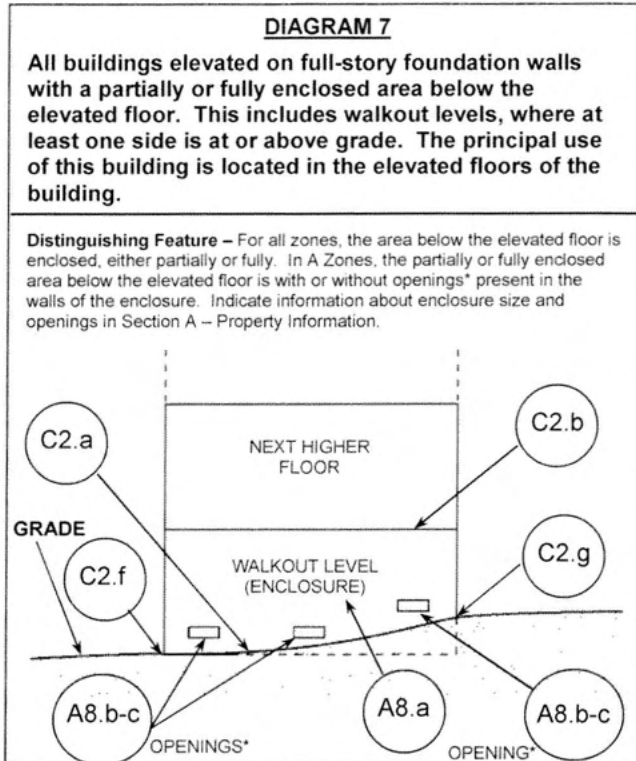 DIAGRAM 7
All buildings elevated on full-story foundation walls
with a partially or fully enclosed area below the
elevated floor. This includes walkout levels, where at
least one side is at or above grade. The principal use
of this building is located in the elevated floors of the
building.
Distinguishing Feature – For all zones, the area below the elevated floor is
enclosed, either partially or fully. In A Zones, the partially or fully enclosed
area below the elevated floor is with or without openings* present in the
walls of the enclosure. Indicate information about enclosure size and
openings in Section A – Property Information.
C2.a
NEXT HIGHER
FLOOR
C2.b
GRADE
C2.f
WALKOUT LEVEL
(ENCLOSURE)
C2.g
A8.b-c
OPENINGS*
A8.a
OPENING*
A8.b-c